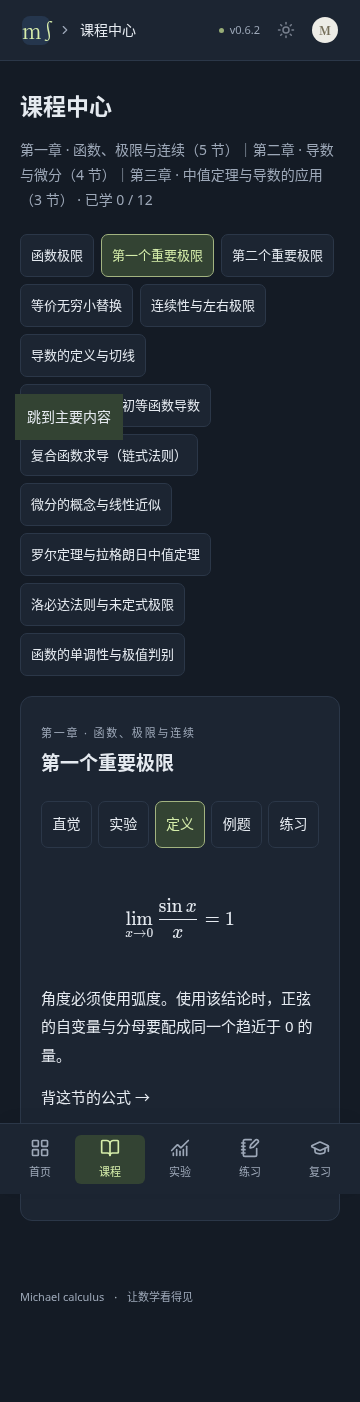 m∫ > 课程中心 v0.6.2 M
课程中心
第一章 · 函数、极限与连续（5 节）｜第二章 · 导数
与微分（4 节）｜第三章 · 中值定理与导数的应用
（3 节） · 已学 0 / 12
函数极限 第一个重要极限 第二个重要极限
等价无穷小替换 连续性与左右极限
导数的定义与切线
初等函数导数
跳到主要内容
复合函数求导（链式法则）
微分的概念与线性近似
罗尔定理与拉格朗日中值定理
洛必达法则与未定式极限
函数的单调性与极值判别
第一章 · 函数、极限与连续
第一个重要极限
直觉 实验 定义 例题 练习
lim x→0 sin x / x = 1
角度必须使用弧度。使用该结论时，正弦
的自变量与分母要配成同一个趋近于 0 的
量。
背这节的公式 →
首页 课程 实验 练习 复习
Michael calculus · 让数学看得见